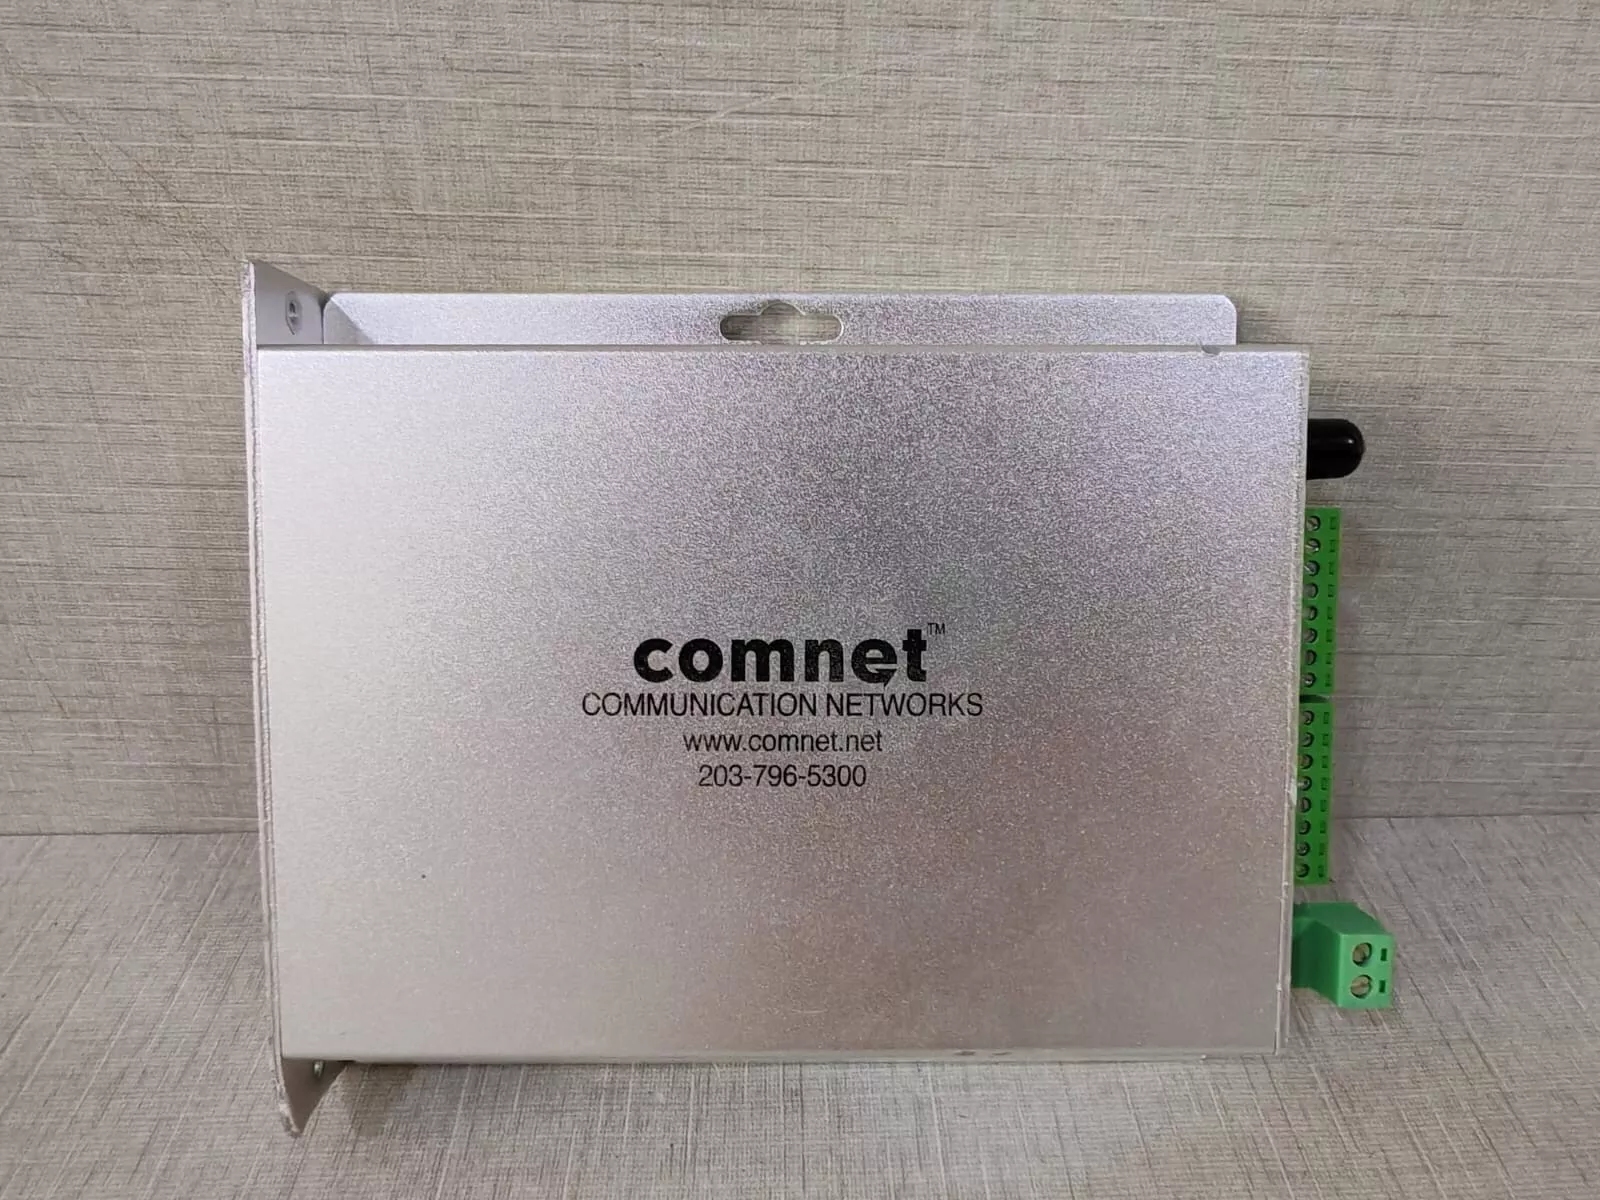 comnet™
COMMUNICATION NETWORKS
www.comnet.net
203-796-5300